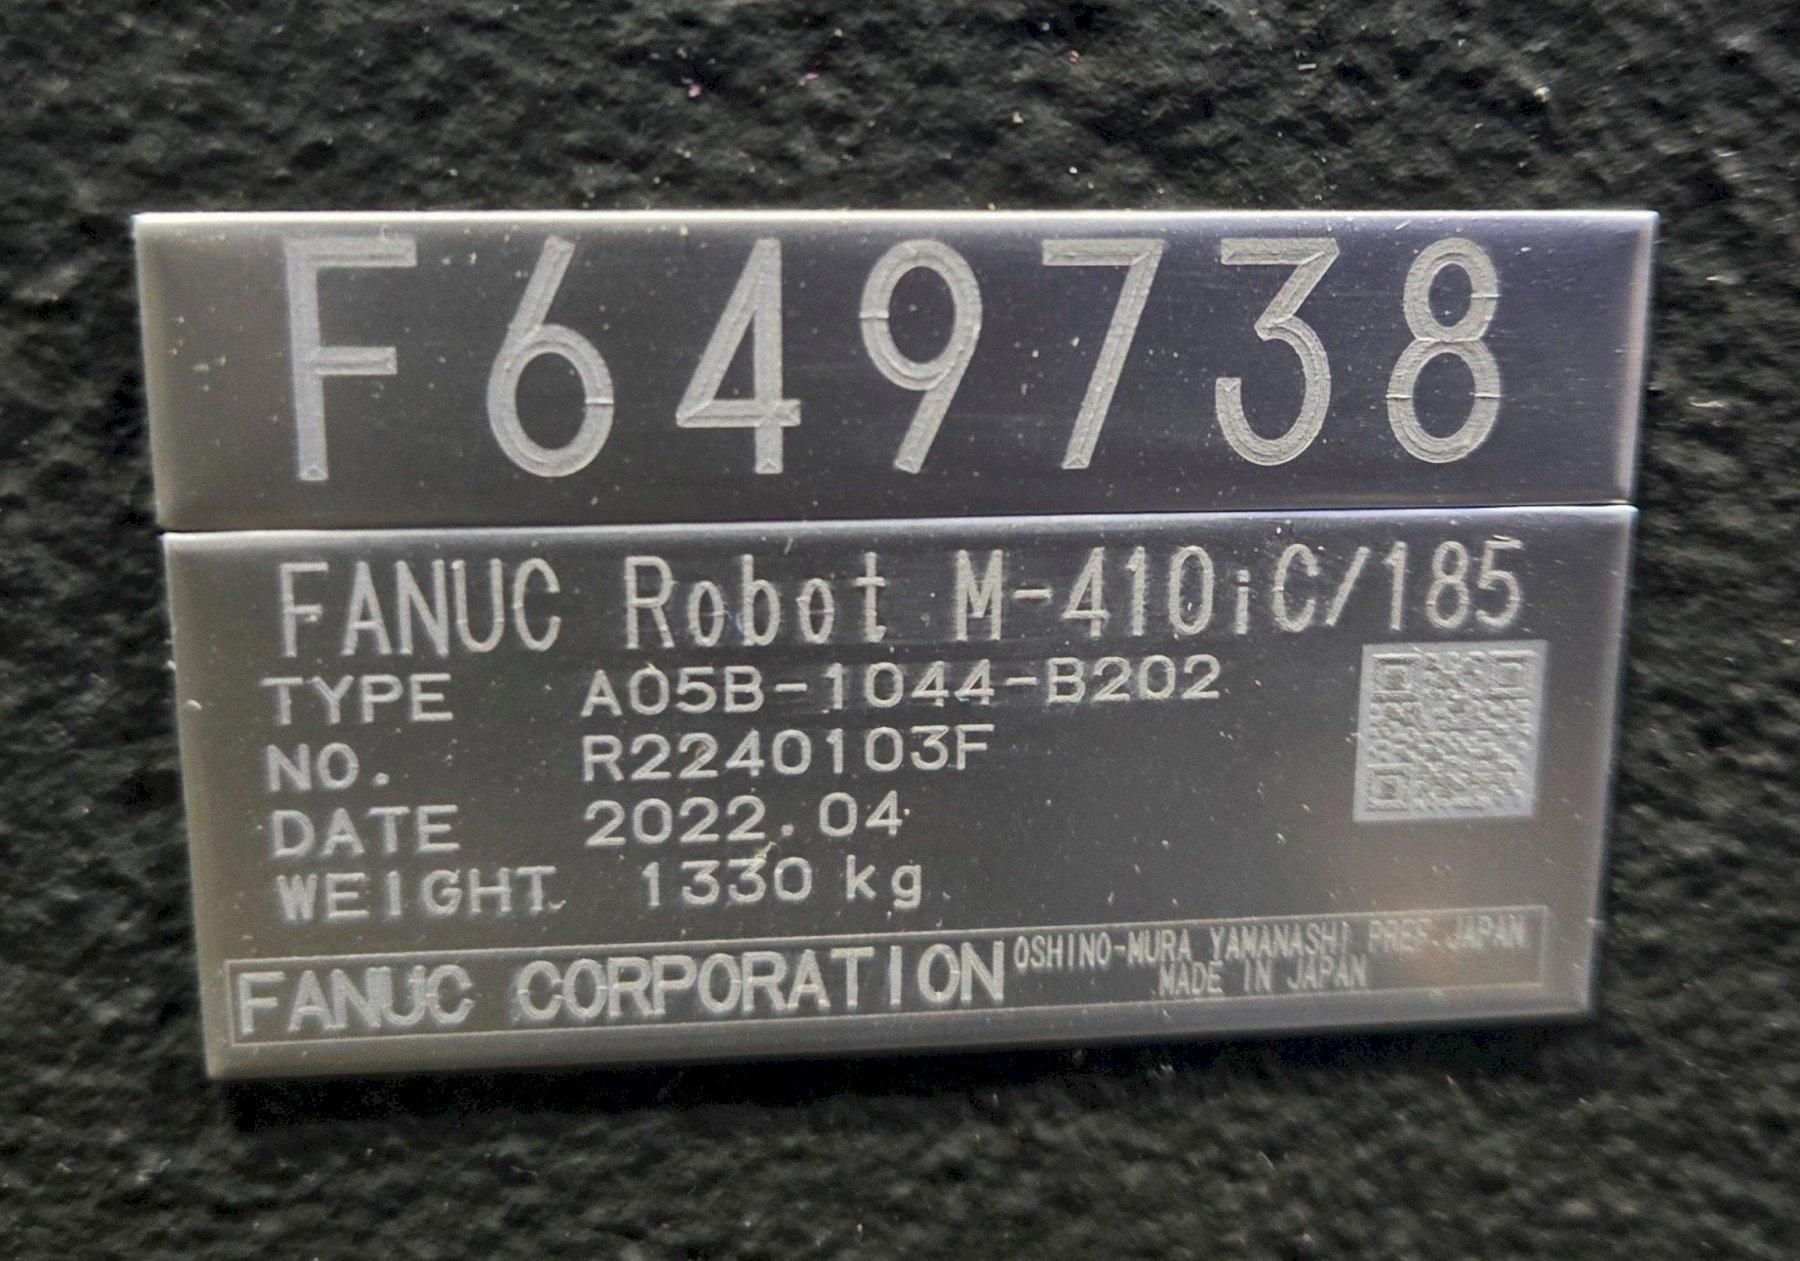 F649738
FANUC Robot M-410iC/185
TYPE A05B-1044-B202
NO. R2240103F
DATE 2022.04
WEIGHT 1330 kg
FANUC CORPORATION OSHINO-MURA YAMANASHI PREF. JAPAN
MADE IN JAPAN